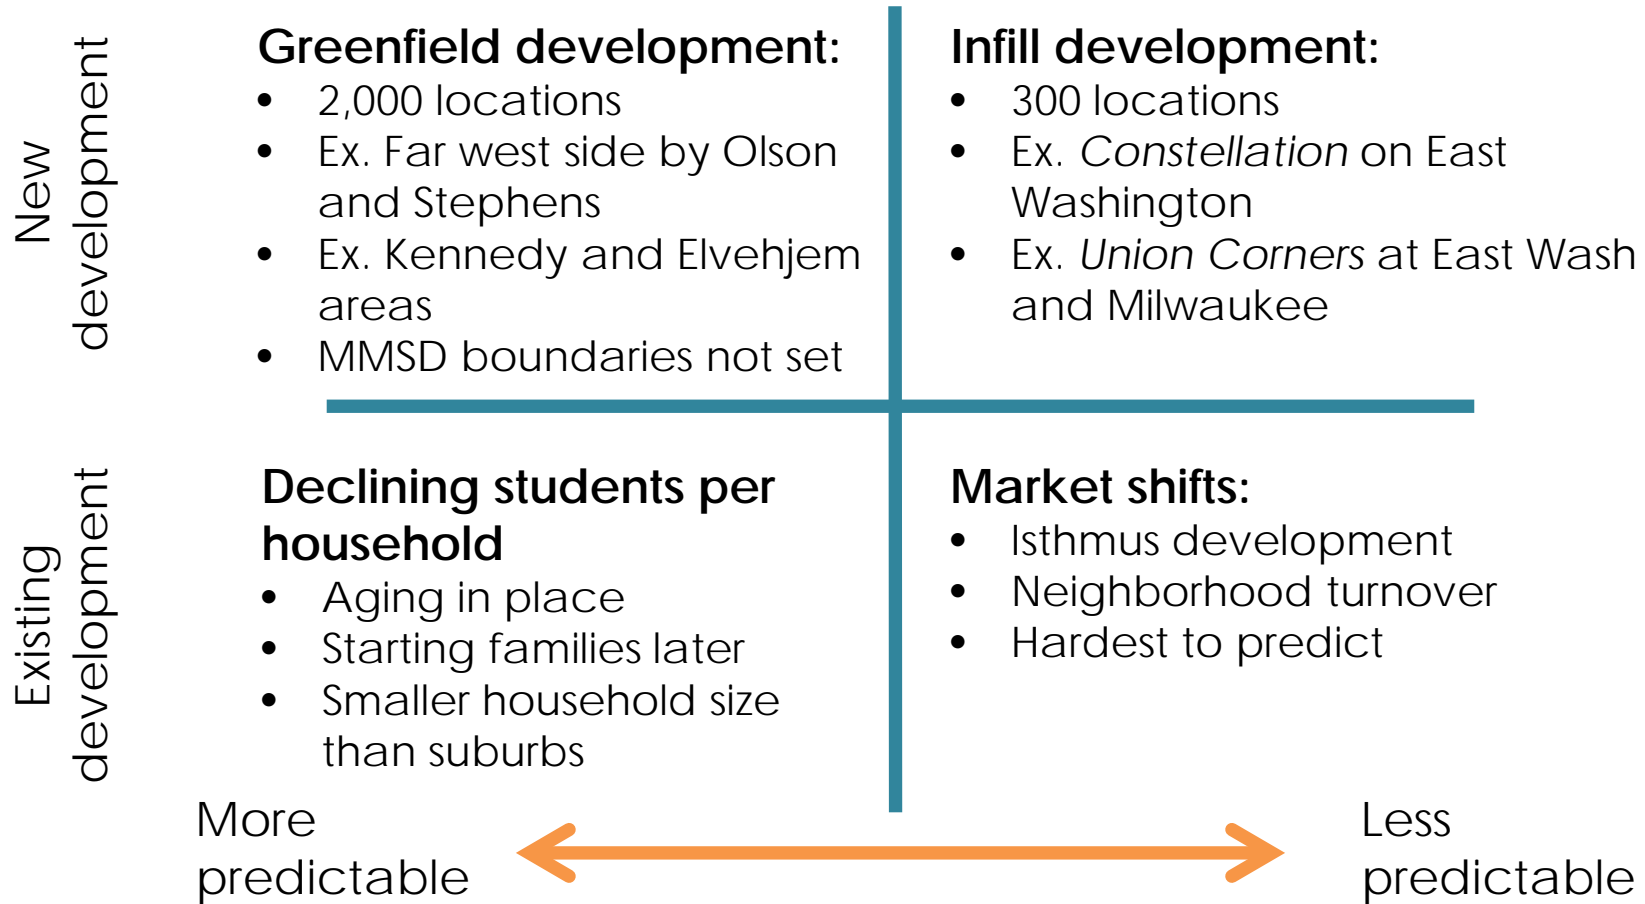 New
development
Greenfield development:
• 2,000 locations
• Ex. Far west side by Olson
and Stephens
• Ex. Kennedy and Elvehjem
areas
• MMSD boundaries not set
Infill development:
• 300 locations
• Ex. Constellation on East
Washington
• Ex. Union Corners at East Wash
and Milwaukee
Existing
development
Declining students per
household
• Aging in place
• Starting families later
• Smaller household size
than suburbs
Market shifts:
• Isthmus development
• Neighborhood turnover
• Hardest to predict
More
predictable
Less
predictable